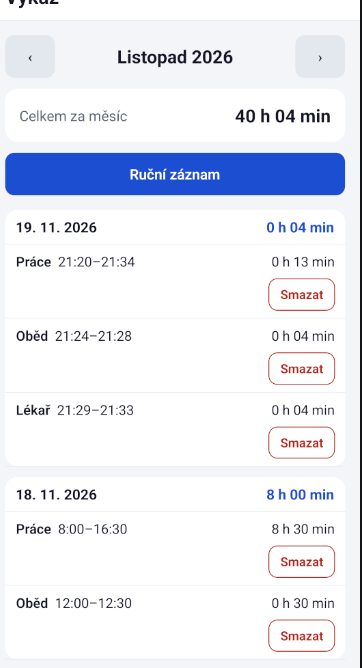 Výkaz
‹ Listopad 2026 ›
Celkem za měsíc 40 h 04 min
Ruční záznam
19. 11. 2026 0 h 04 min
Práce 21:20–21:34 0 h 13 min
Smazat
Oběd 21:24–21:28 0 h 04 min
Smazat
Lékař 21:29–21:33 0 h 04 min
Smazat
18. 11. 2026 8 h 00 min
Práce 8:00–16:30 8 h 30 min
Smazat
Oběd 12:00–12:30 0 h 30 min
Smazat